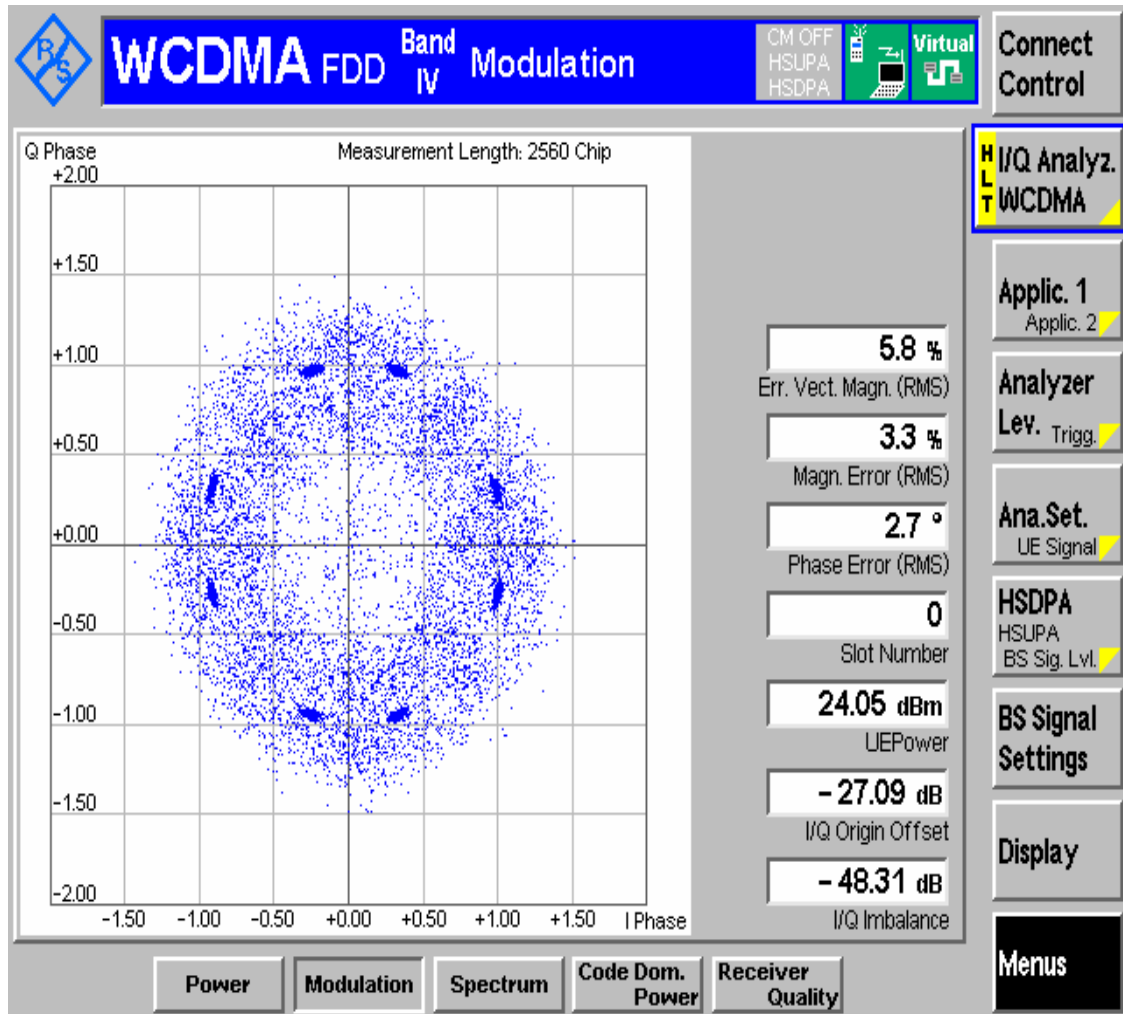 R S
WCDMA FDD Band IV Modulation
CM OFF
HSUPA
HSDPA
Virtual
Connect
Control
Q Phase
Measurement Length: 2560 Chip
+2.00
+1.50
+1.00
+0.50
+0.00
-0.50
-1.00
-1.50
-2.00
-1.50 -1.00 -0.50 +0.00 +0.50 +1.00 +1.50 I Phase
5.8 %
Err. Vect. Magn. (RMS)
3.3 %
Magn. Error (RMS)
2.7 °
Phase Error (RMS)
0
Slot Number
24.05 dBm
UEPower
-27.09 dB
I/Q Origin Offset
-48.31 dB
I/Q Imbalance
HLT
I/Q Analyz.
WCDMA
Applic. 1
Applic. 2
Analyzer
Lev. Trigg.
Ana.Set.
UE Signal
HSDPA
HSUPA
BS Sig. Lvl.
BS Signal
Settings
Display
Menus
Power
Modulation
Spectrum
Code Dom.
Power
Receiver
Quality